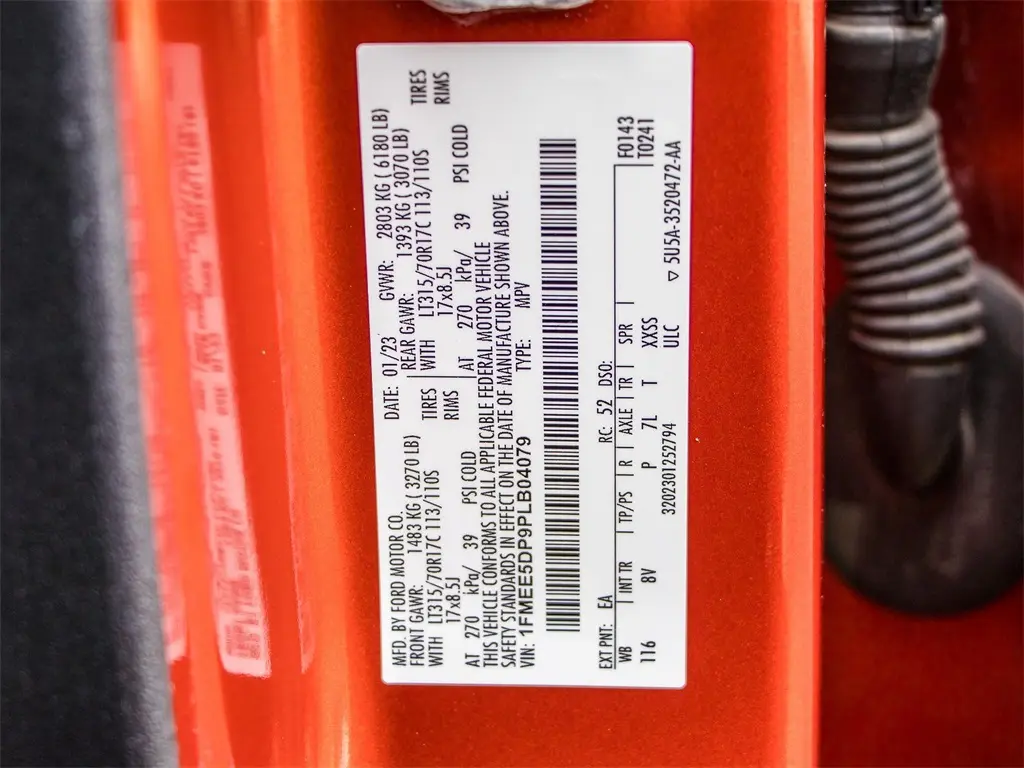 MFD. BY FORD MOTOR CO. DATE: 01/23 GVWR: 2803 KG ( 6180 LB)
FRONT GAWR: 1483 KG ( 3270 LB) REAR GAWR: 1393 KG ( 3070 LB)
WITH LT315/70R17C 113/110S TIRES WITH LT315/70R17C 113/110S TIRES
17x8.5J RIMS 17x8.5J RIMS
AT 270 kPa/ 39 PSI COLD AT 270 kPa/ 39 PSI COLD
THIS VEHICLE CONFORMS TO ALL APPLICABLE FEDERAL MOTOR VEHICLE
SAFETY STANDARDS IN EFFECT ON THE DATE OF MANUFACTURE SHOWN ABOVE.
VIN: 1FMEE5DP9PLB04079 TYPE: MPV
EXT PNT: EA RC: 52 DSO: F0143
WB INT TR TP/PS R AXLE TR SPR T0241
116 8V P 7L T XXSS
3202301252794 ULC ▽ 5U5A-3520472-AA